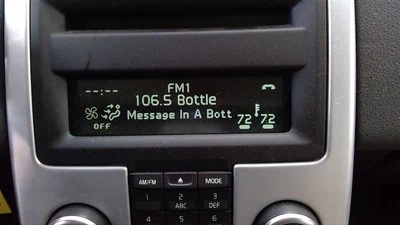 --:-- FM1
106.5 Bottle
Message In A Bott
OFF 72 72
AM/FM MODE
1 2 ABC 3 DEF
4 5 6